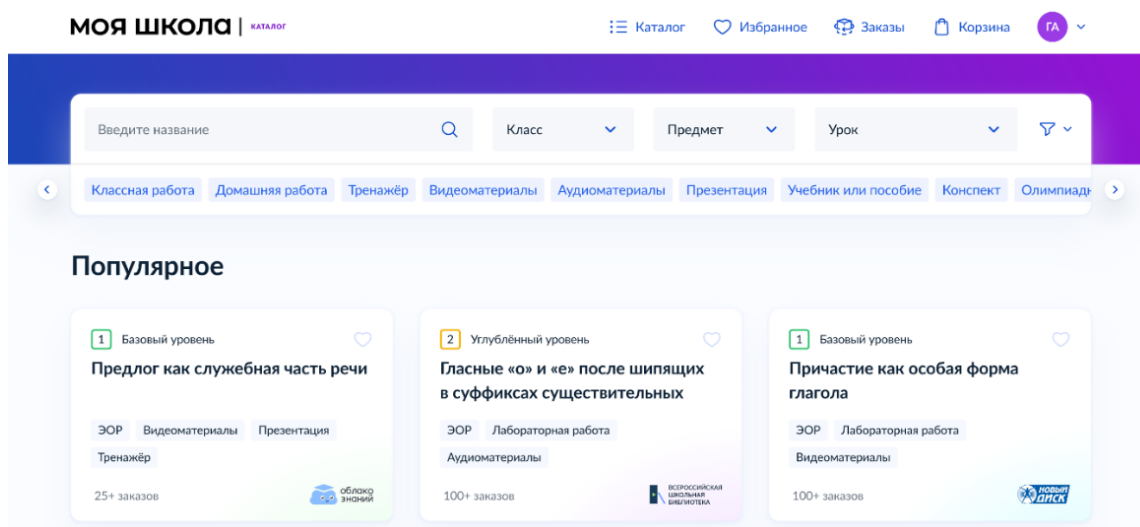 МОЯ ШКОЛА | КАТАЛОГ
Каталог Избранное Заказы Корзина ГА
Введите название Класс Предмет Урок
Классная работа Домашняя работа Тренажёр Видеоматериалы Аудиоматериалы Презентация Учебник или пособие Конспект Олимпиадн
Популярное
1 Базовый уровень
Предлог как служебная часть речи
ЭОР Видеоматериалы Презентация
Тренажёр
25+ заказов
облако
знаний
2 Углублённый уровень
Гласные «о» и «е» после шипящих
в суффиксах существительных
ЭОР Лабораторная работа
Аудиоматериалы
100+ заказов
ВСЕРОССИЙСКАЯ
ШКОЛЬНАЯ
БИБЛИОТЕКА
1 Базовый уровень
Причастие как особая форма
глагола
ЭОР Лабораторная работа
Видеоматериалы
100+ заказов
НОВЫЙ
ДИСК